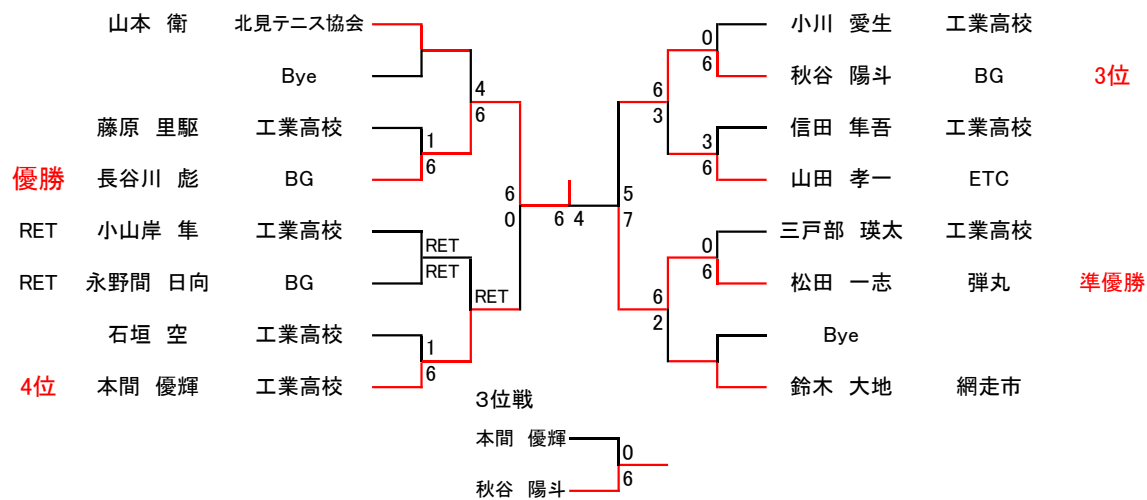 山本 衛 北見テニス協会
Bye
4
6
藤原 里駆 工業高校
1
6
優勝 長谷川 彪 BG
6
0
RET 小山岸 隼 工業高校
RET
RET
RET 永野間 日向 BG
RET
石垣 空 工業高校
1
6
4位 本間 優輝 工業高校
6 4
小川 愛生 工業高校
0
6
秋谷 陽斗 BG 3位
6
3
信田 隼吾 工業高校
3
6
山田 孝一 ETC
5
7
三戸部 瑛太 工業高校
0
6
松田 一志 弾丸 準優勝
6
2
Bye
鈴木 大地 網走市
3位戦
本間 優輝
0
6
秋谷 陽斗